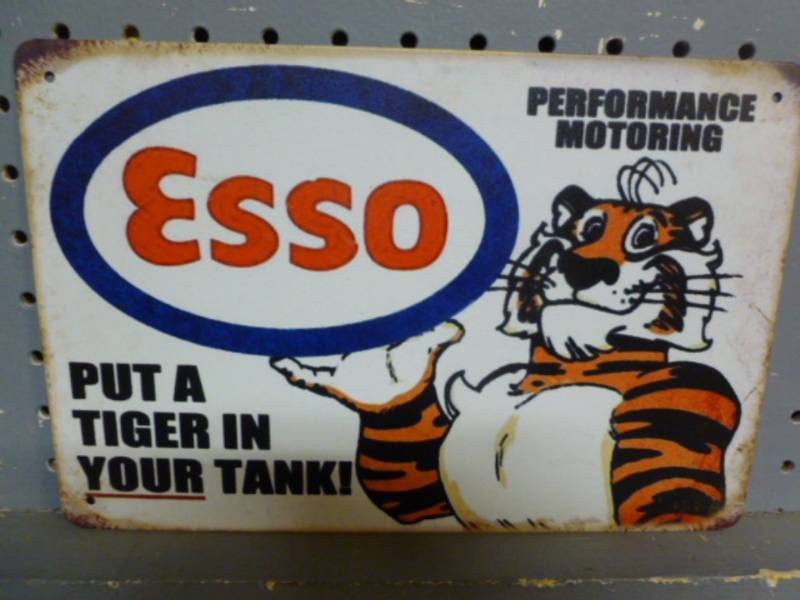 Esso
PERFORMANCE
MOTORING
PUT A
TIGER IN
YOUR TANK!